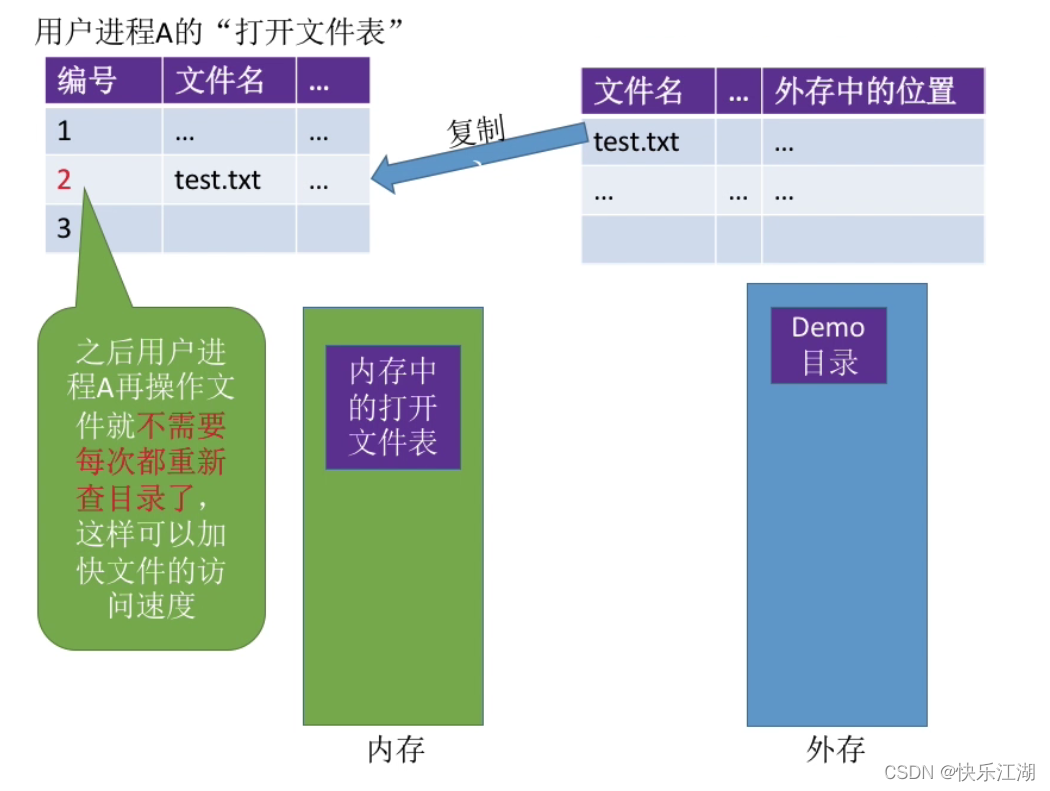 用户进程A的“打开文件表”
编号 文件名 ...
1 ... ...
2 test.txt ...
3
复制
文件名 ... 外存中的位置
test.txt ...
... ... ...
之后用户进
程A再操作文
件就不需要
每次都重新
查目录了，
这样可以加
快文件的访
问速度
内存中
的打开
文件表
内存
Demo
目录
外存
CSDN @快乐江湖